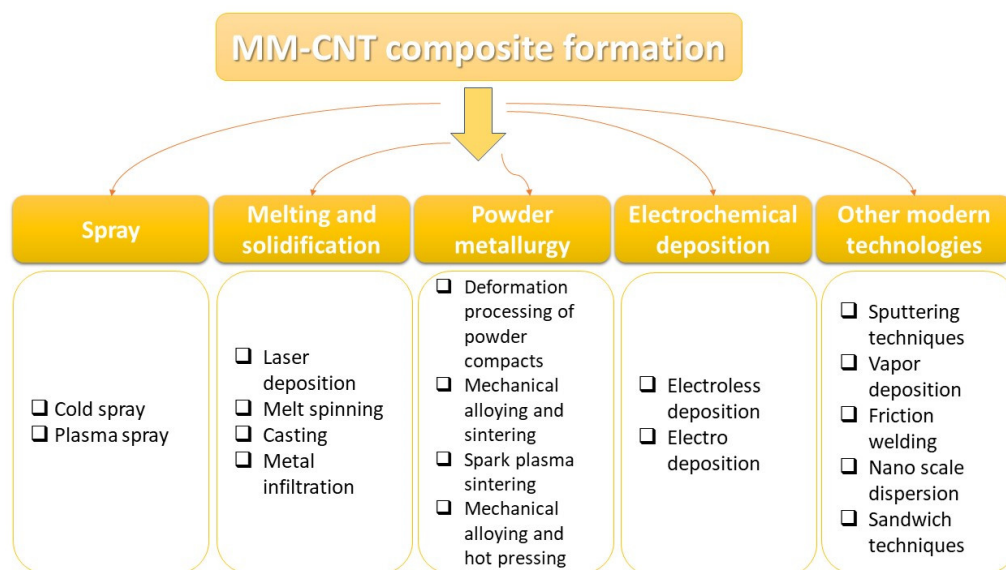 MM-CNT composite formation
Spray
Melting and
solidification
Powder
metallurgy
Electrochemical
deposition
Other modern
technologies
❑ Cold spray
❑ Plasma spray
❑ Laser
deposition
❑ Melt spinning
❑ Casting
❑ Metal
infiltration
❑ Deformation
processing of
powder
compacts
❑ Mechanical
alloying and
sintering
❑ Spark plasma
sintering
❑ Mechanical
alloying and
hot pressing
❑ Electroless
deposition
❑ Electro
deposition
❑ Sputtering
techniques
❑ Vapor
deposition
❑ Friction
welding
❑ Nano scale
dispersion
❑ Sandwich
techniques